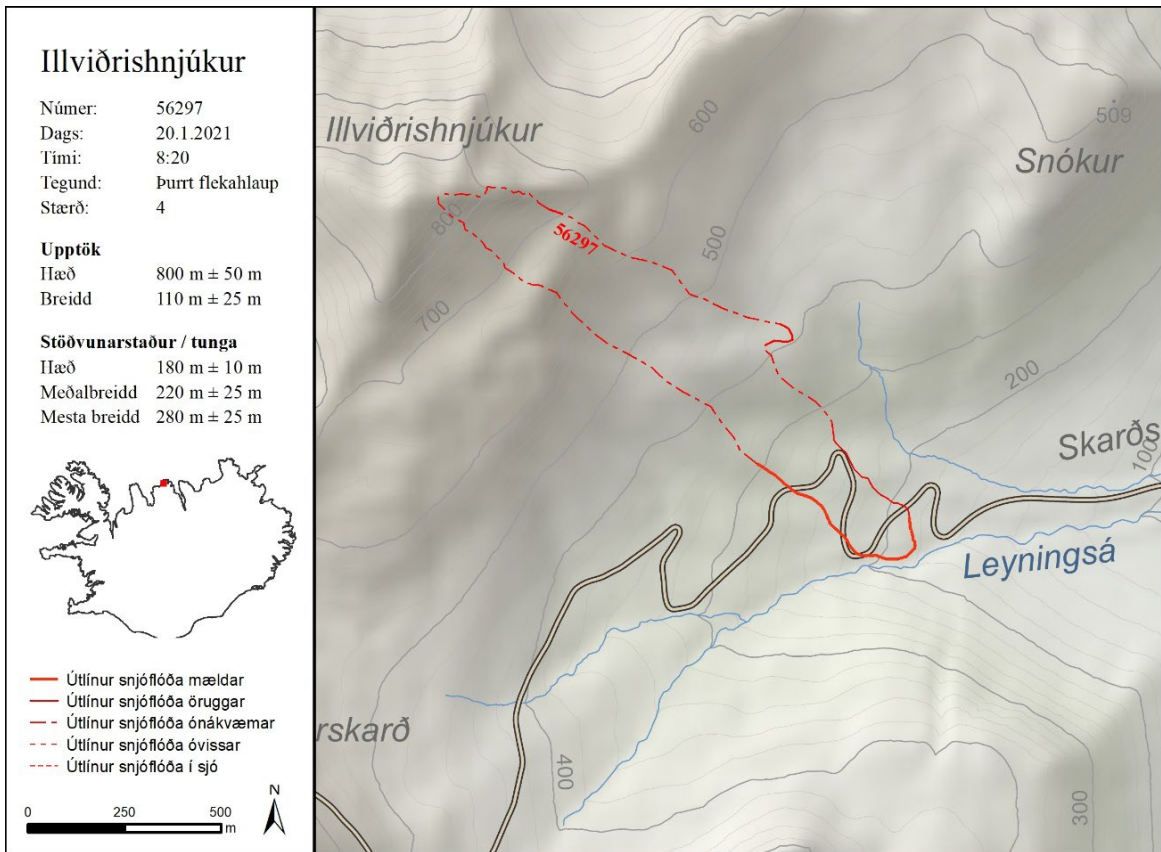 Illviðrishnjúkur
Númer: 56297
Dags: 20.1.2021
Tími: 8:20
Tegund: Þurrt flekahlaup
Stærð: 4
Upptök
Hæð 800 m ± 50 m
Breidd 110 m ± 25 m
Stöðvunarstaður / tunga
Hæð 180 m ± 10 m
Meðalbreidd 220 m ± 25 m
Mesta breidd 280 m ± 25 m
Útlínur snjóflóða mældar
Útlínur snjóflóða öruggar
Útlínur snjóflóða ónákvæmar
Útlínur snjóflóða óvissar
Útlínur snjóflóða í sjó
0 250 500
m
N
Illviðrishnjúkur
600
509
Snókur
800
56297
500
700
200
Skarðs
100
Leyningsá
rskarð
400
300